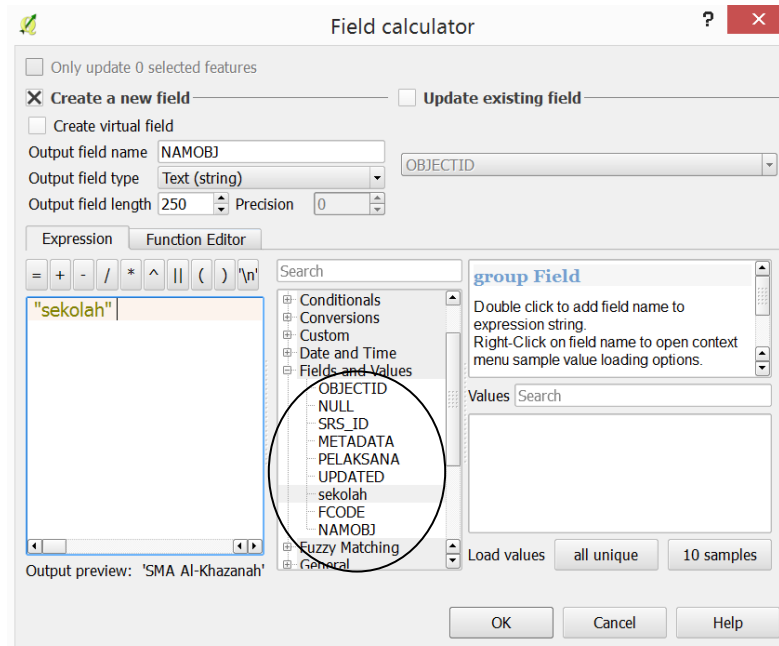 Field calculator
?
Only update 0 selected features
Create a new field
Update existing field
Create virtual field
Output field name NAMOBJ
OBJECTID
Output field type Text (string)
Output field length 250 Precision 0
Expression Function Editor
= + - / * ^ || ( ) '\n'
"sekolah"
Search
Conditionals
Conversions
Custom
Date and Time
Fields and Values
OBJECTID
NULL
SRS_ID
METADATA
PELAKSANA
UPDATED
sekolah
FCODE
NAMOBJ
Fuzzy Matching
General
group Field
Double click to add field name to
expression string.
Right-Click on field name to open context
menu sample value loading options.
Values Search
Load values all unique 10 samples
Output preview: 'SMA Al-Khazanah'
OK Cancel Help